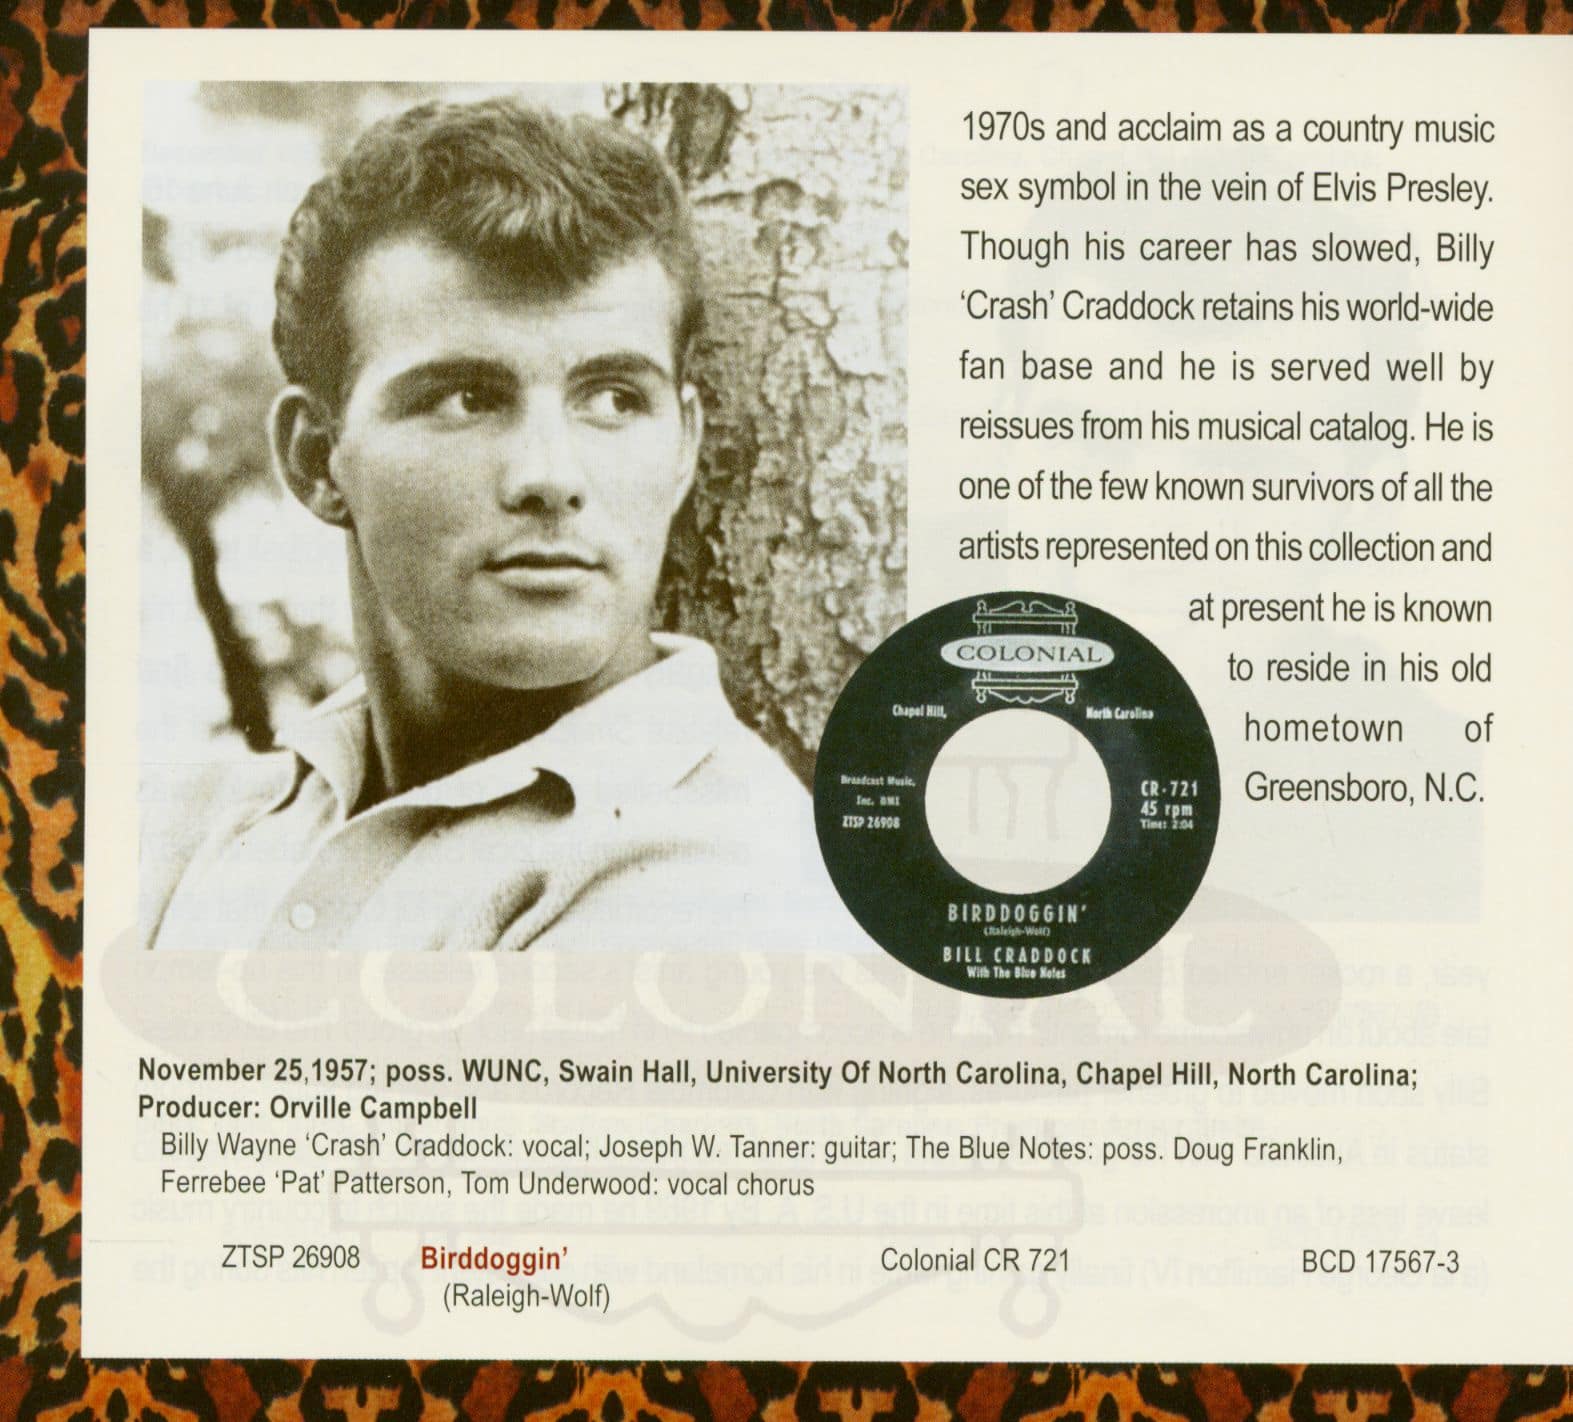 1970s and acclaim as a country music
sex symbol in the vein of Elvis Presley.
Though his career has slowed, Billy
‘Crash’ Craddock retains his world-wide
fan base and he is served well by
reissues from his musical catalog. He is
one of the few known survivors of all the
artists represented on this collection and
at present he is known
to reside in his old
hometown of
Greensboro, N.C.
COLONIAL
Chapel Hill, North Carolina
Broadcast Music,
Inc. BMI
ZTSP 26908
CR-721
45 rpm
Time: 2:04
BIRDDOGGIN’
(Raleigh-Wolf)
BILL CRADDOCK
With The Blue Notes
COLONIAL
November 25,1957; poss. WUNC, Swain Hall, University Of North Carolina, Chapel Hill, North Carolina;
Producer: Orville Campbell
Billy Wayne ‘Crash’ Craddock: vocal; Joseph W. Tanner: guitar; The Blue Notes: poss. Doug Franklin,
Ferrebee ‘Pat’ Patterson, Tom Underwood: vocal chorus
ZTSP 26908 Birddoggin’ Colonial CR 721 BCD 17567-3
(Raleigh-Wolf)